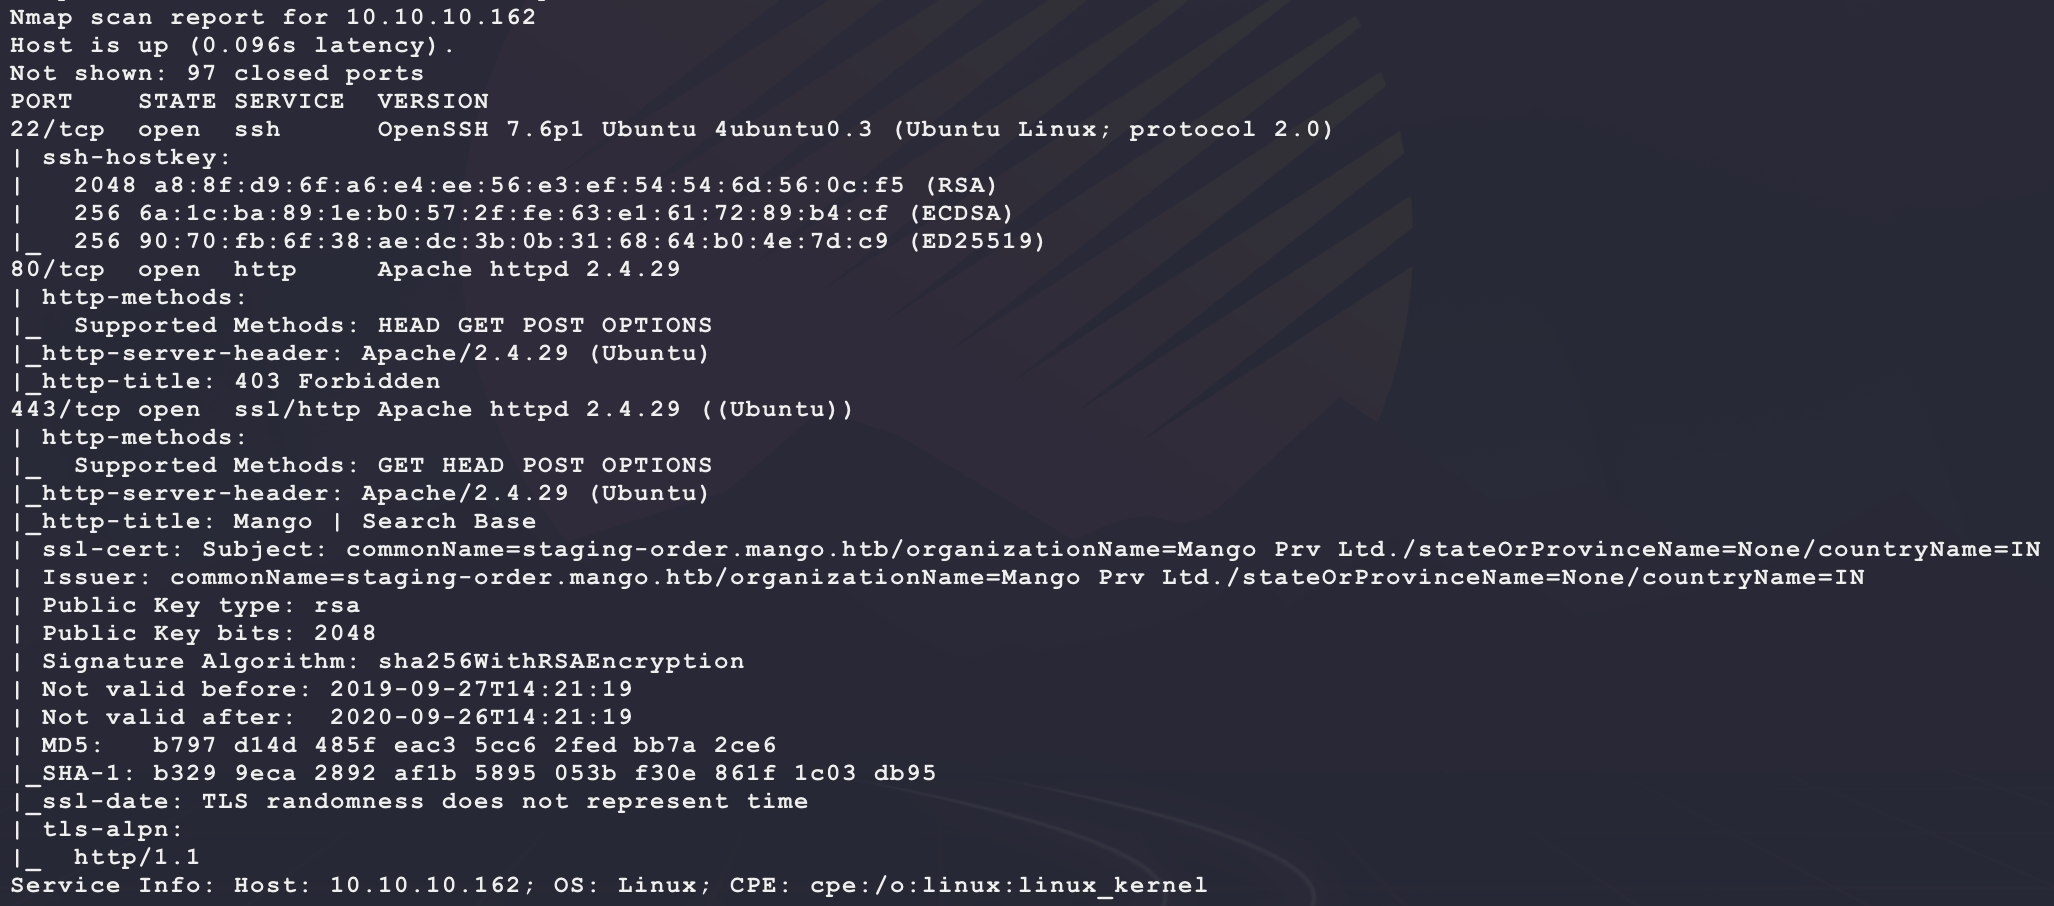 Nmap scan report for 10.10.10.162
Host is up (0.096s latency).
Not shown: 97 closed ports
PORT    STATE SERVICE  VERSION
22/tcp  open  ssh      OpenSSH 7.6p1 Ubuntu 4ubuntu0.3 (Ubuntu Linux; protocol 2.0)
| ssh-hostkey:
|   2048 a8:8f:d9:6f:a6:e4:ee:56:e3:ef:54:54:6d:56:0c:f5 (RSA)
|   256 6a:1c:ba:89:1e:b0:57:2f:fe:63:e1:61:72:89:b4:cf (ECDSA)
|_  256 90:70:fb:6f:38:ae:dc:3b:0b:31:68:64:b0:4e:7d:c9 (ED25519)
80/tcp  open  http     Apache httpd 2.4.29
| http-methods:
|_  Supported Methods: HEAD GET POST OPTIONS
|_http-server-header: Apache/2.4.29 (Ubuntu)
|_http-title: 403 Forbidden
443/tcp open  ssl/http Apache httpd 2.4.29 ((Ubuntu))
| http-methods:
|_  Supported Methods: GET HEAD POST OPTIONS
|_http-server-header: Apache/2.4.29 (Ubuntu)
|_http-title: Mango | Search Base
| ssl-cert: Subject: commonName=staging-order.mango.htb/organizationName=Mango Prv Ltd./stateOrProvinceName=None/countryName=IN
| Issuer: commonName=staging-order.mango.htb/organizationName=Mango Prv Ltd./stateOrProvinceName=None/countryName=IN
| Public Key type: rsa
| Public Key bits: 2048
| Signature Algorithm: sha256WithRSAEncryption
| Not valid before: 2019-09-27T14:21:19
| Not valid after:  2020-09-26T14:21:19
| MD5:   b797 d14d 485f eac3 5cc6 2fed bb7a 2ce6
|_SHA-1: b329 9eca 2892 af1b 5895 053b f30e 861f 1c03 db95
|_ssl-date: TLS randomness does not represent time
| tls-alpn:
|_  http/1.1
Service Info: Host: 10.10.10.162; OS: Linux; CPE: cpe:/o:linux:linux_kernel